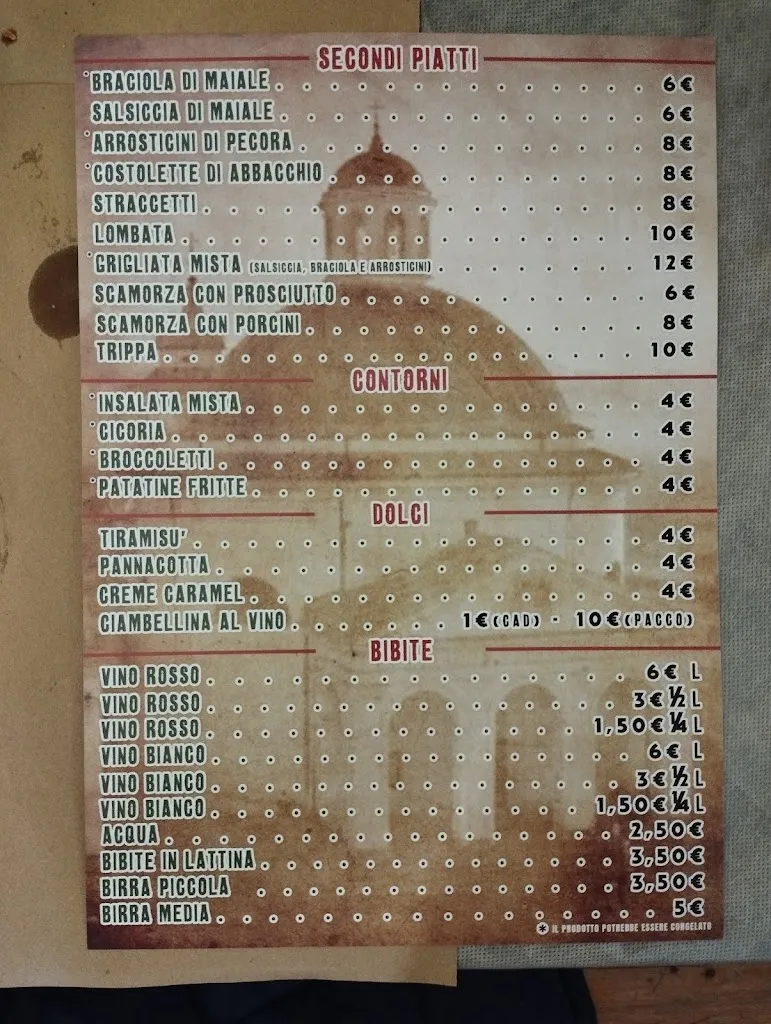 SECONDI PIATTI
*BRACIOLA DI MAIALE 6€
SALSICCIA DI MAIALE 6€
*ARROSTICINI DI PECORA 8€
*COSTOLETTE DI ABBACCHIO 8€
STRACCETTI 8€
LOMBATA 10€
*GRIGLIATA MISTA (SALSICCIA, BRACIOLA E ARROSTICINI) 12€
SCAMORZA CON PROSCIUTTO 6€
SCAMORZA CON PORCINI 8€
TRIPPA 10€
CONTORNI
*INSALATA MISTA 4€
*CICORIA 4€
*BROCCOLETTI 4€
*PATATINE FRITTE 4€
DOLCI
TIRAMISU' 4€
PANNACOTTA 4€
CREME CARAMEL 4€
CIAMBELLINA AL VINO 1€(CAD) - 10€(PACCO)
BIBITE
VINO ROSSO 6€ L
VINO ROSSO 3€ ½ L
VINO ROSSO 1,50€ ¼ L
VINO BIANCO 6€ L
VINO BIANCO 3€ ½ L
VINO BIANCO 1,50€ ¼ L
ACQUA 2,50€
BIBITE IN LATTINA 3,50€
BIRRA PICCOLA 3,50€
BIRRA MEDIA 5€
* IL PRODOTTO POTREBBE ESSERE CONGELATO